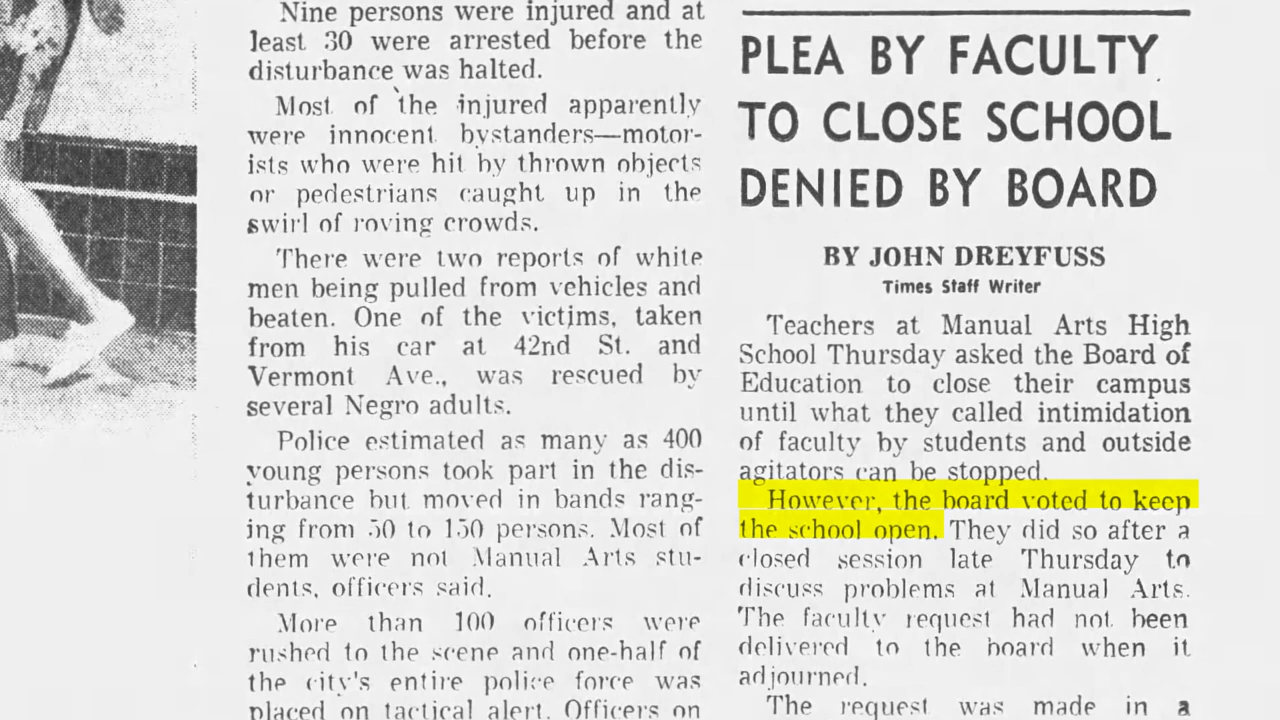 Nine persons were injured and at
least 30 were arrested before the
disturbance was halted.
Most of the injured apparently
were innocent bystanders—motor-
ists who were hit by thrown objects
or pedestrians caught up in the
swirl of roving crowds.
There were two reports of white
men being pulled from vehicles and
beaten. One of the victims, taken
from his car at 42nd St. and
Vermont Ave., was rescued by
several Negro adults.
Police estimated as many as 400
young persons took part in the dis-
turbance but moved in bands rang-
ing from 50 to 150 persons. Most of
them were not Manual Arts stu-
dents, officers said.
More than 100 officers were
rushed to the scene and one-half of
the city's entire police force was
placed on tactical alert. Officers on
PLEA BY FACULTY
TO CLOSE SCHOOL
DENIED BY BOARD
BY JOHN DREYFUSS
Times Staff Writer
Teachers at Manual Arts High
School Thursday asked the Board of
Education to close their campus
until what they called intimidation
of faculty by students and outside
agitators can be stopped.
However, the board voted to keep
the school open. They did so after a
closed session late Thursday to
discuss problems at Manual Arts.
The faculty request had not been
delivered to the board when it
adjourned.
The request was made in a